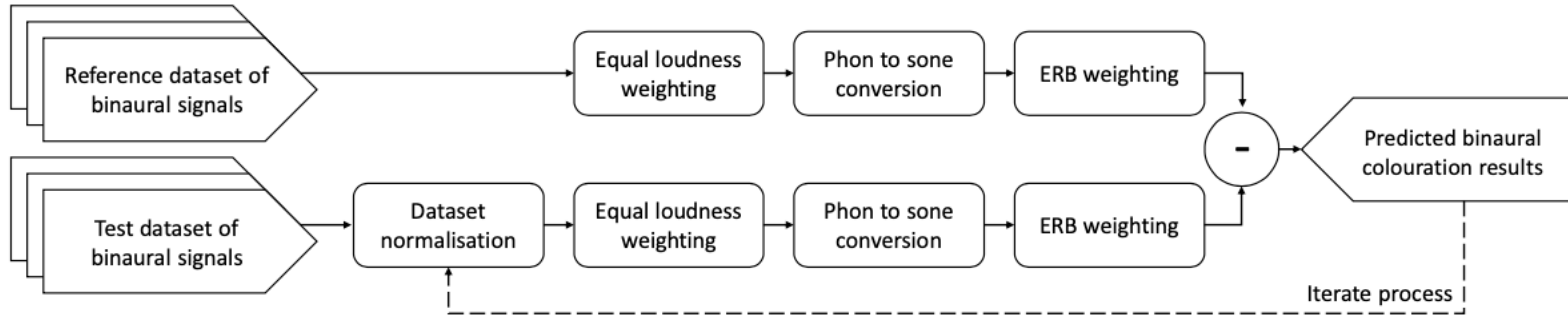 Reference dataset of
binaural signals
Equal loudness
weighting
Phon to sone
conversion
ERB weighting
-
Predicted binaural
colouration results
Test dataset of
binaural signals
Dataset
normalisation
Equal loudness
weighting
Phon to sone
conversion
ERB weighting
Iterate process